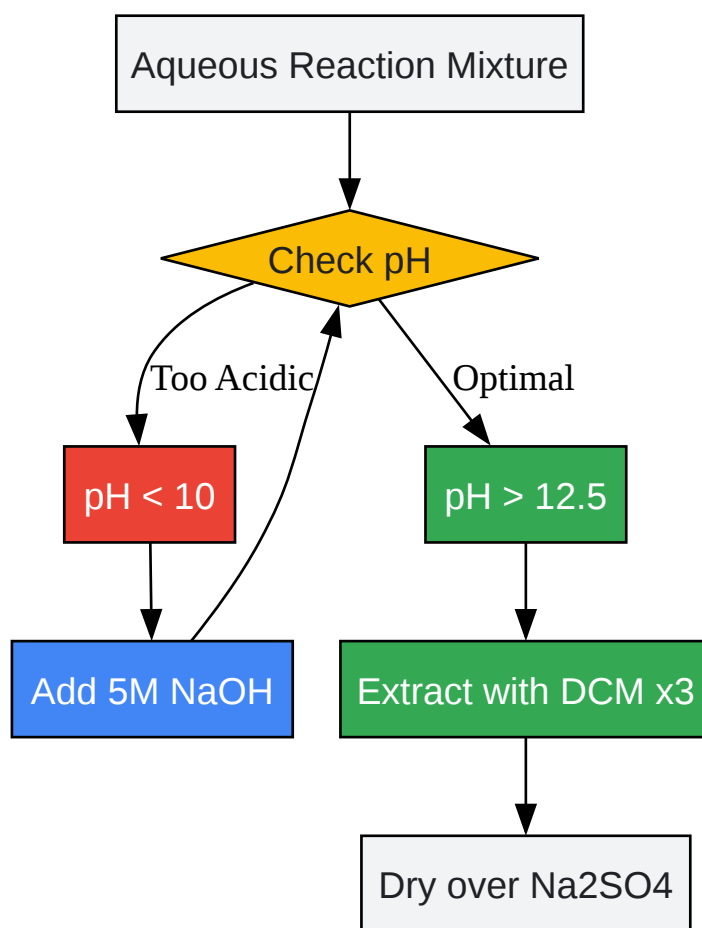 Aqueous Reaction Mixture
Check pH
Too Acidic
Optimal
pH < 10
pH > 12.5
Add 5M NaOH
Extract with DCM x3
Dry over Na2SO4